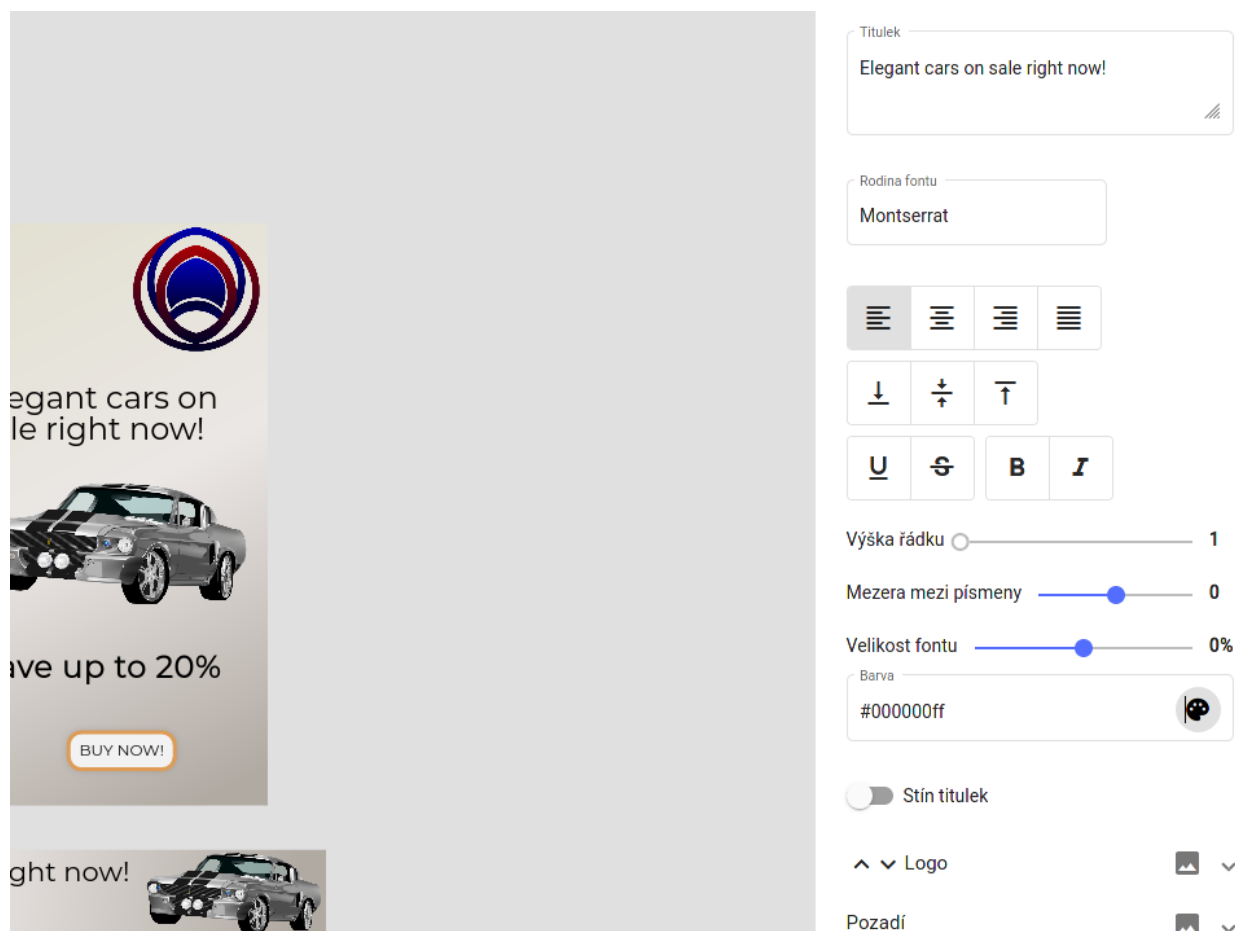 Titulek
Elegant cars on sale right now!
Rodina fontu
Montserrat
egant cars on
le right now!
U S B I
Výška řádku 1
Mezera mezi písmeny 0
Velikost fontu 0%
ave up to 20%
Barva
#000000ff
BUY NOW!
Stín titulek
ght now!
Logo
Pozadí